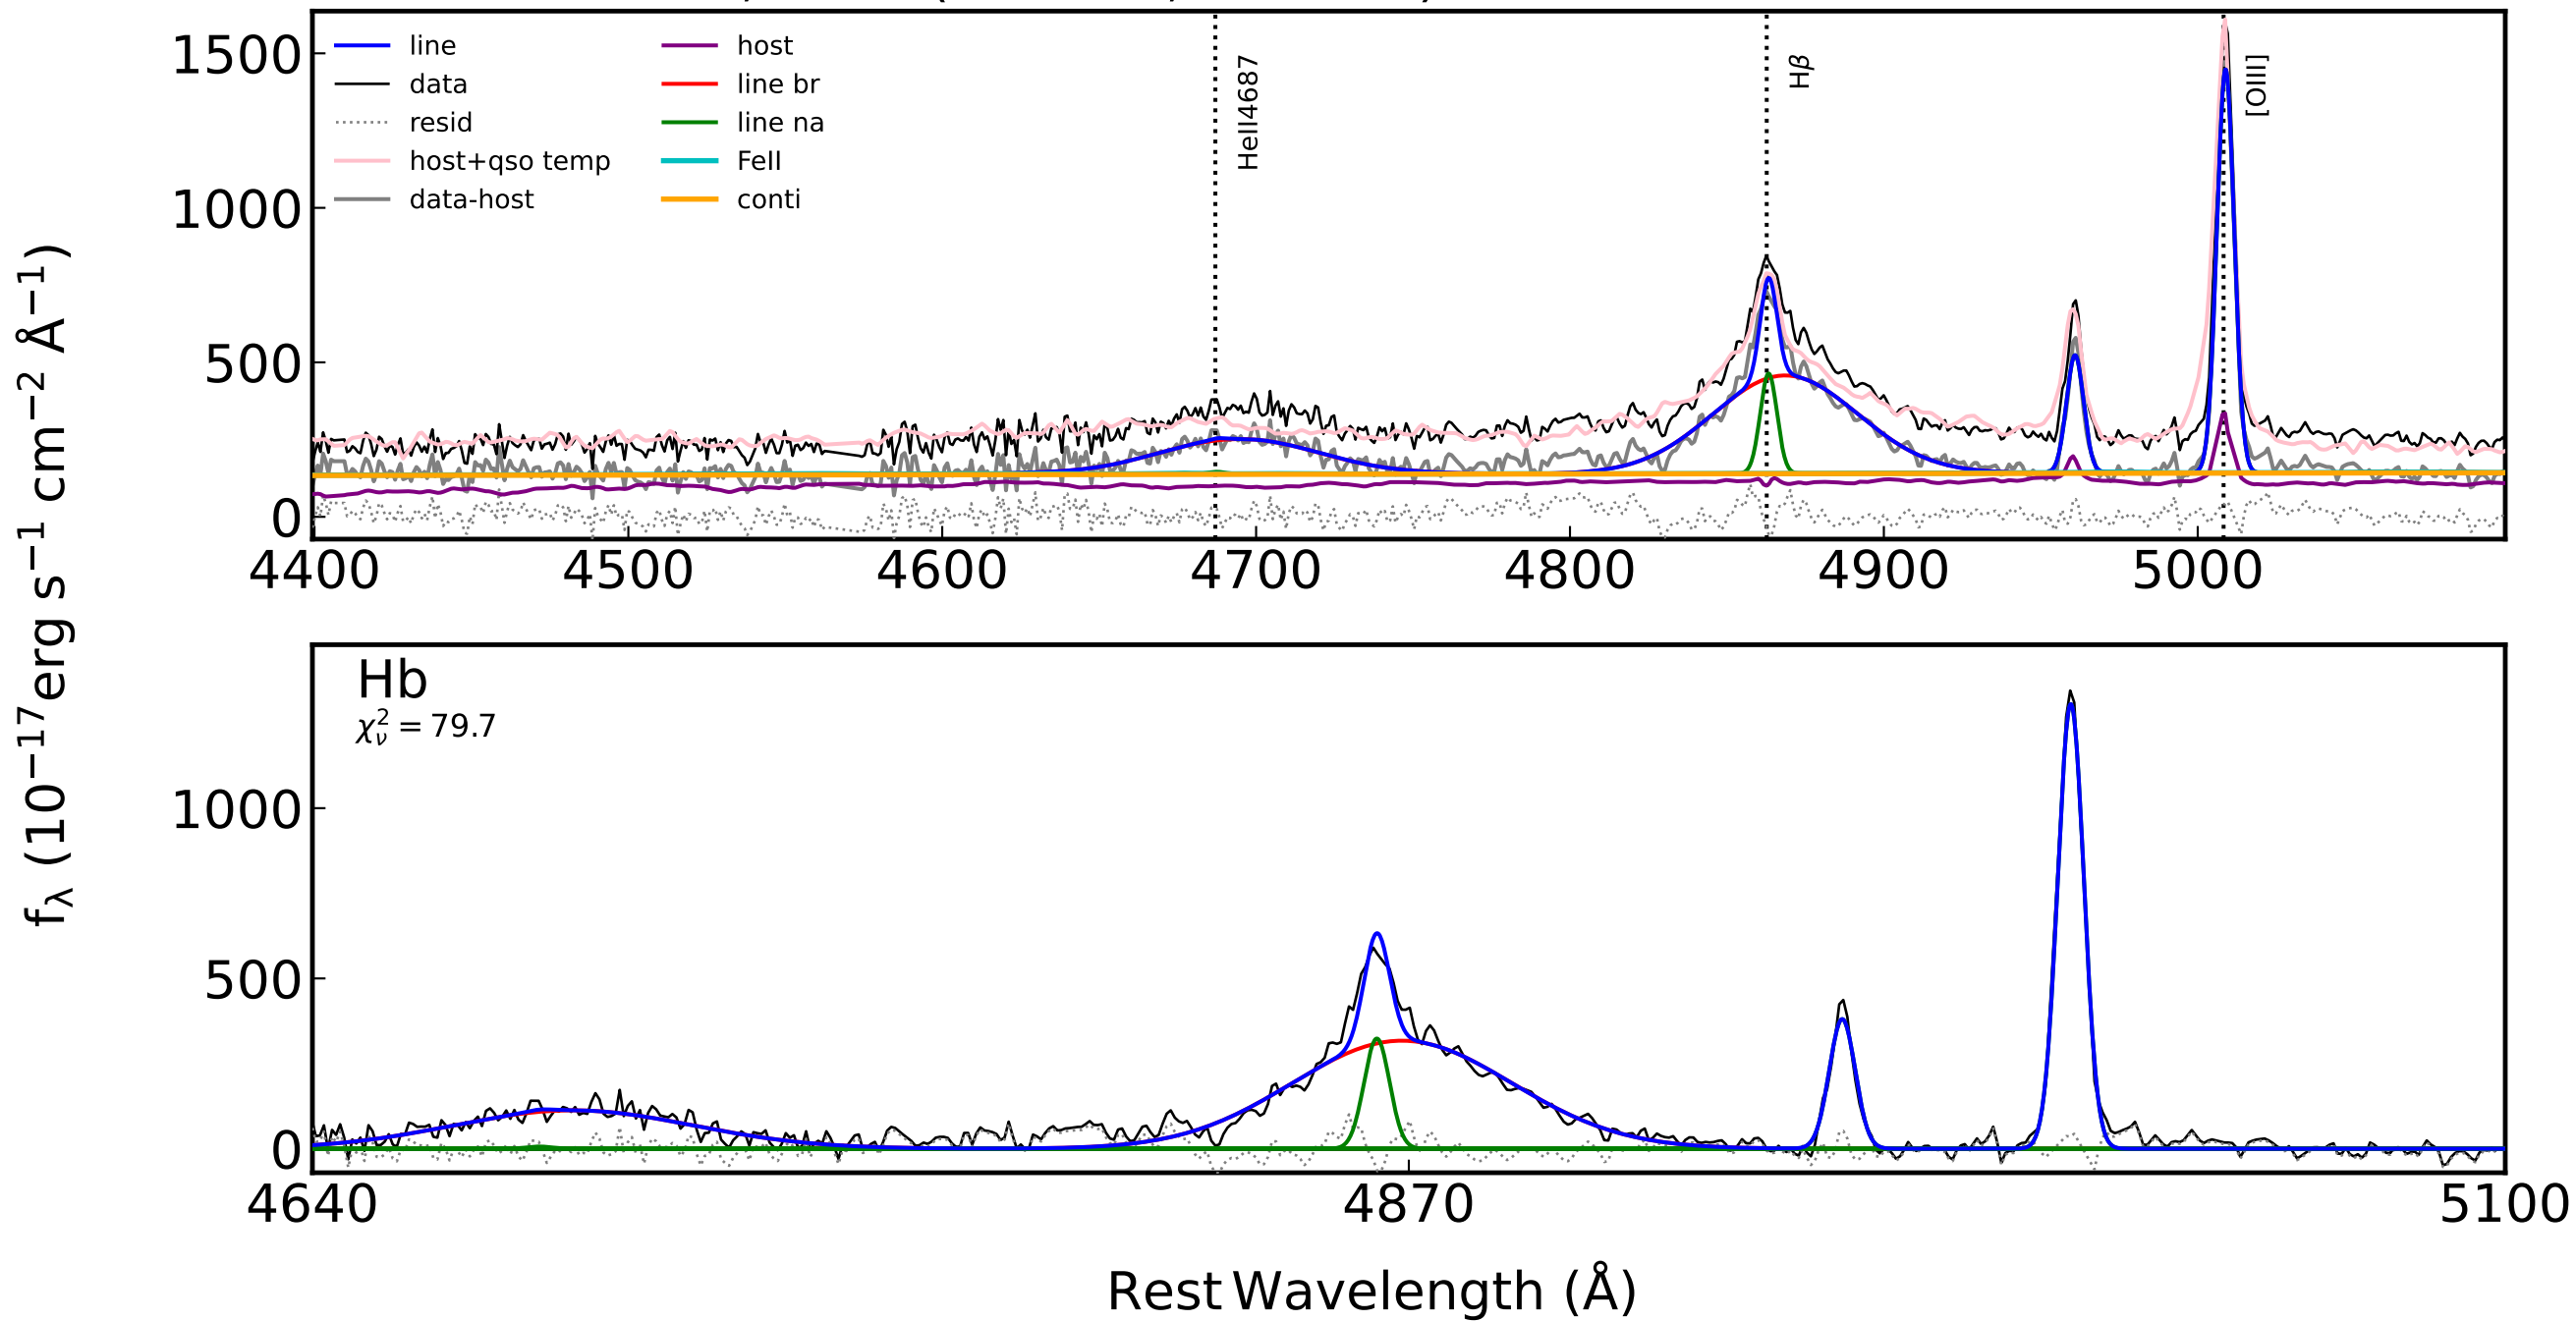 1500
1000
500
0
line
data
resid
host+qso temp
data-host
host
line br
line na
FeII
conti
HeII4687
Hβ
[OIII]
4400 4500 4600 4700 4800 4900 5000
f_λ (10⁻¹⁷erg s⁻¹ cm⁻² Å⁻¹)
Hb
χ²_ν = 79.7
1000
500
0
4640 4870 5100
Rest Wavelength (Å)